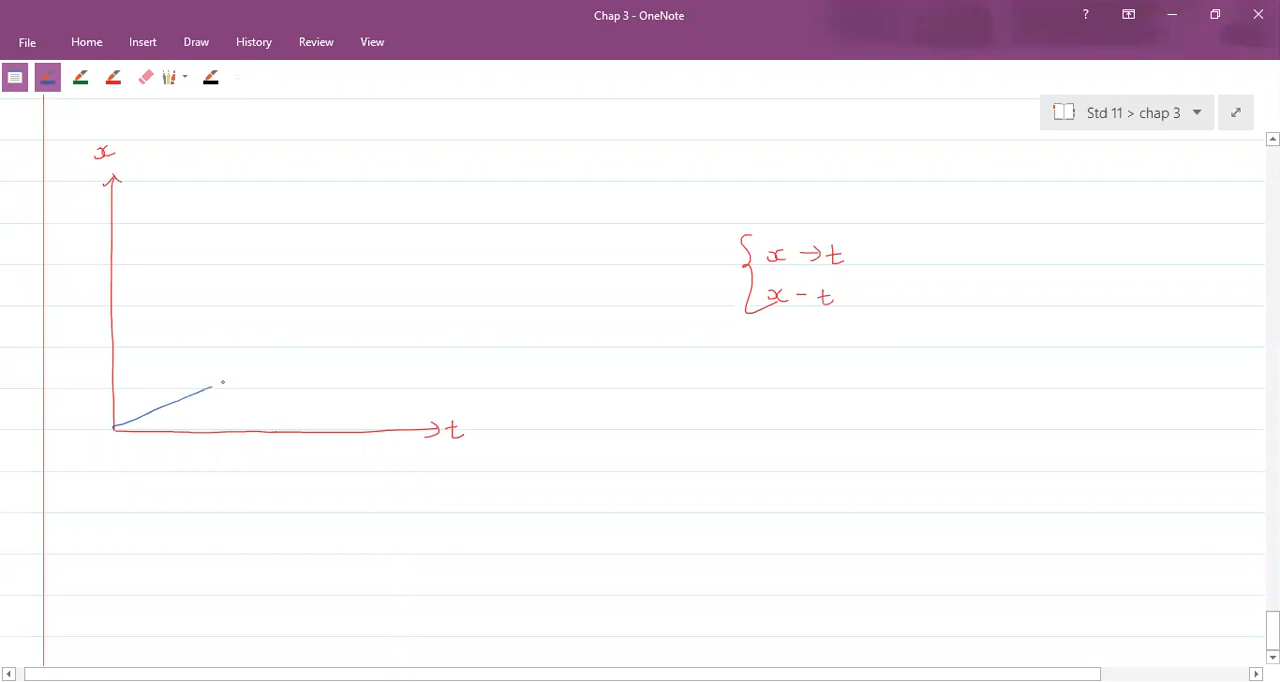 Chap 3 - OneNote
?
File Home Insert Draw History Review View
Std 11 > chap 3
x
x → t
x - t
t